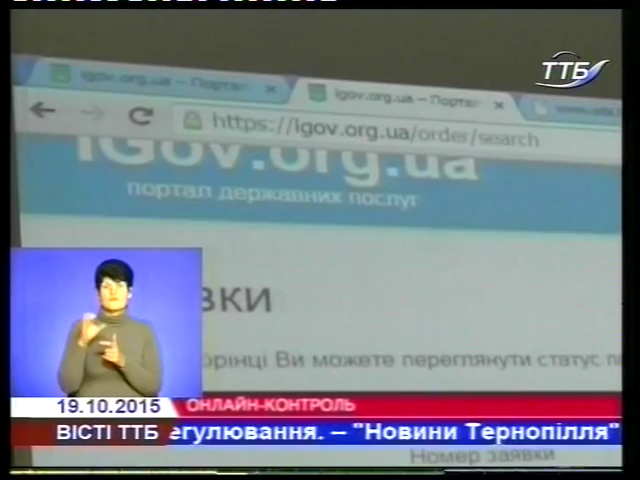 igov.org.ua — Портал
igov.org.ua — Портал
ТТБ
https://igov.org.ua/order/search
iGov.org.ua
портал державних послуг
вки
орінці Ви можете переглянути статус
19.10.2015
ОНЛАЙН-КОНТРОЛЬ
ВІСТІ ТТБ
егулювання. – "Новини Тернопілля"
Номер заявки